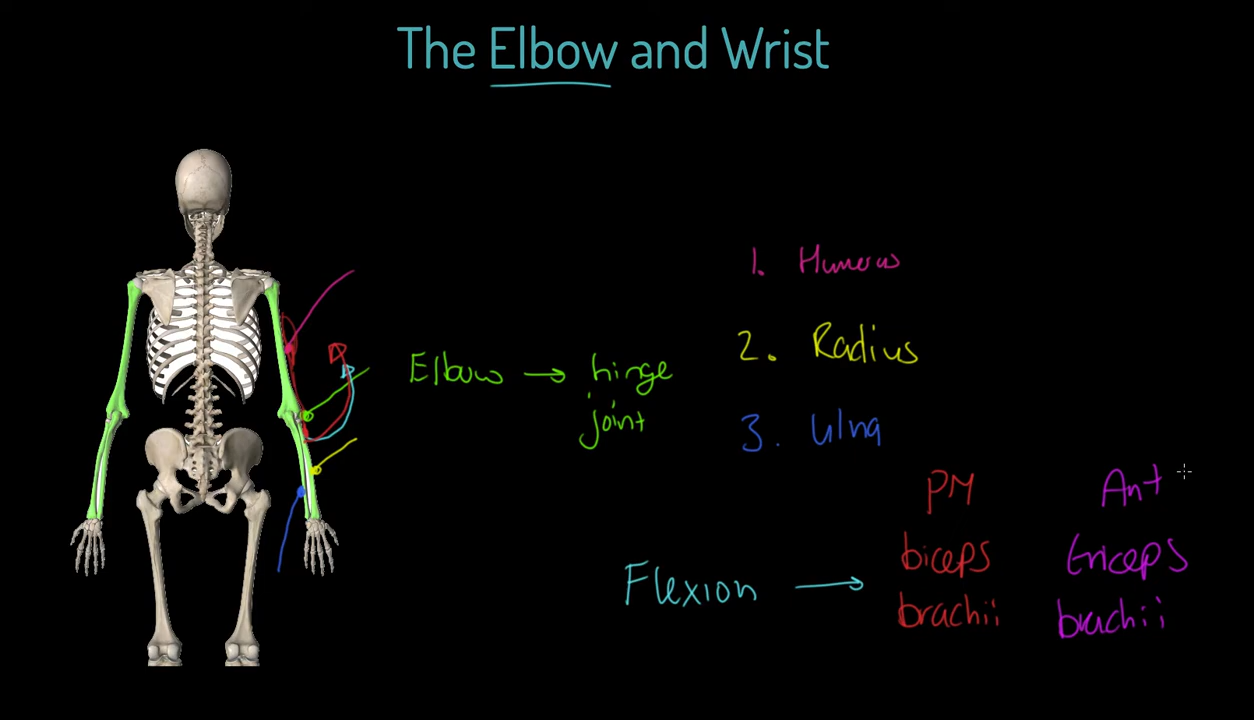 The Elbow and Wrist
1. Humerus
2. Radius
Elbow → hinge
joint
3. Ulna
PM Ant
biceps triceps
Flexion →
brachii brachii